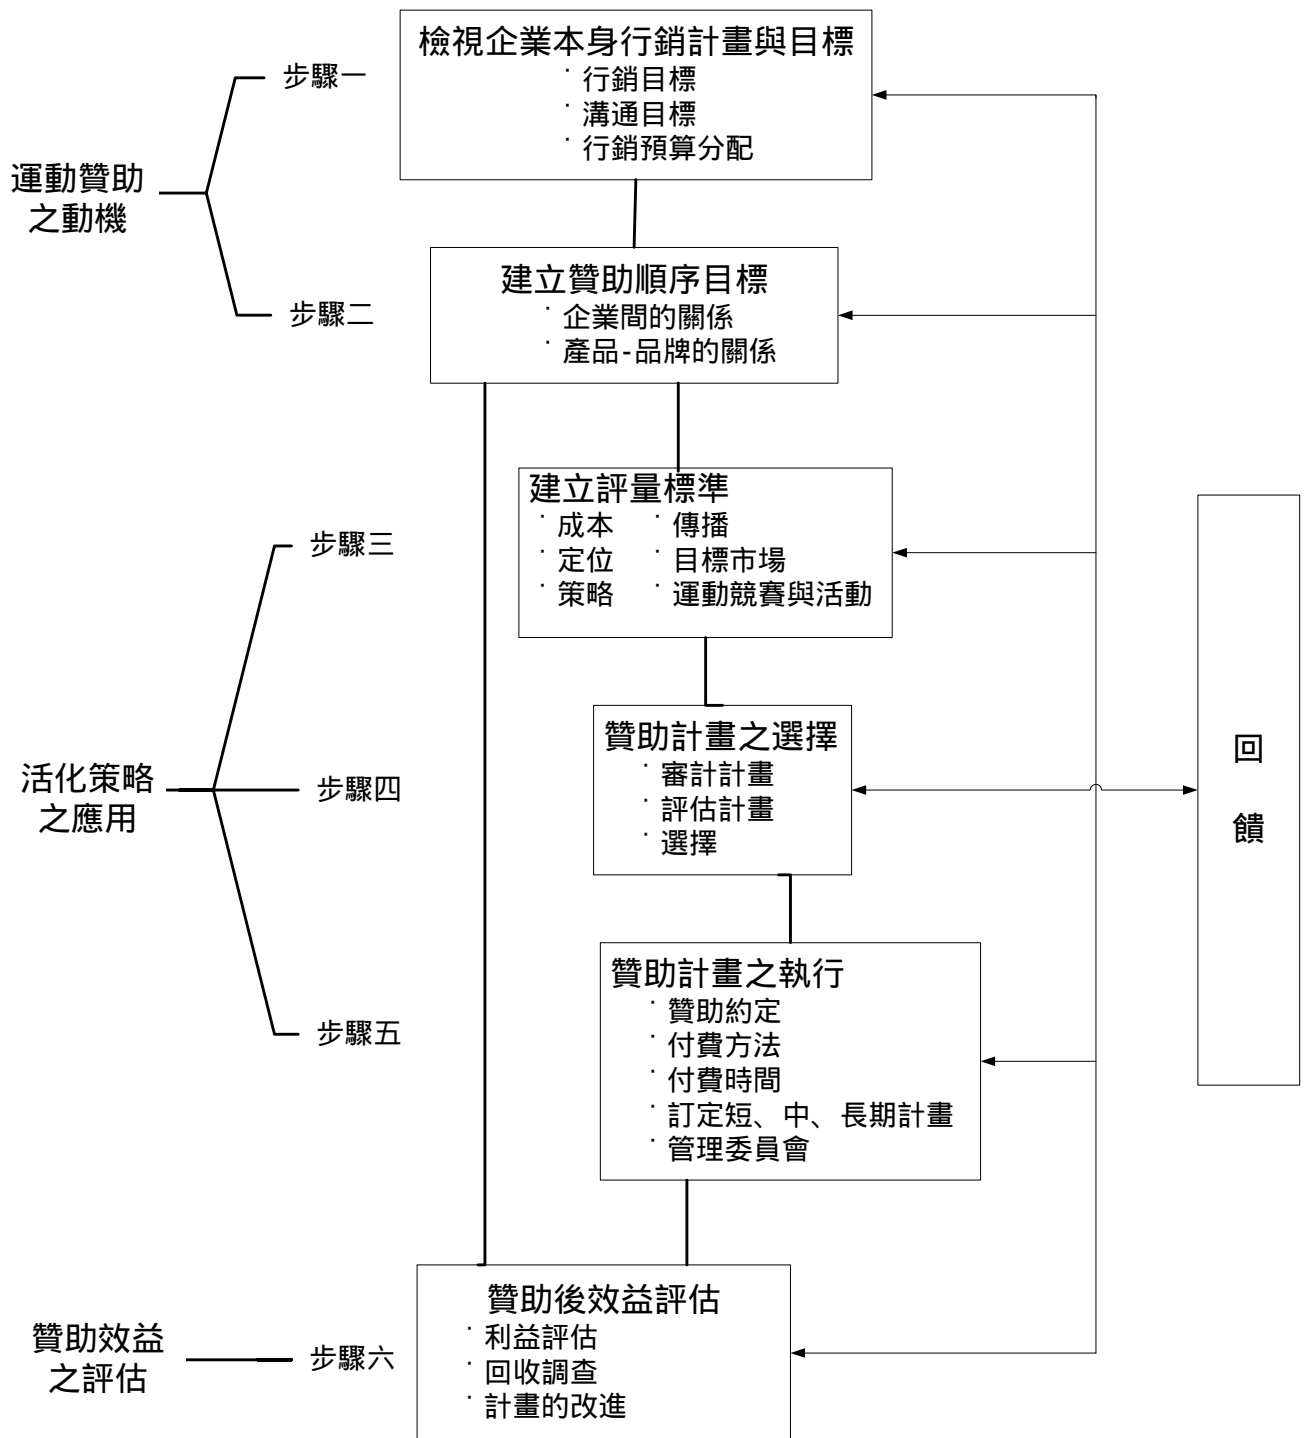 檢視企業本身行銷計畫與目標
˙行銷目標
˙溝通目標
˙行銷預算分配
步驟一
運動贊助
之動機
步驟二
建立贊助順序目標
˙企業間的關係
˙產品-品牌的關係
建立評量標準
˙成本 ˙傳播
˙定位 ˙目標市場
˙策略 ˙運動競賽與活動
步驟三
贊助計畫之選擇
˙審計計畫
˙評估計畫
˙選擇
活化策略
之應用
步驟四
回
饋
贊助計畫之執行
˙贊助約定
˙付費方法
˙付費時間
˙訂定短、中、長期計畫
˙管理委員會
步驟五
贊助後效益評估
˙利益評估
˙回收調查
˙計畫的改進
贊助效益
之評估
步驟六